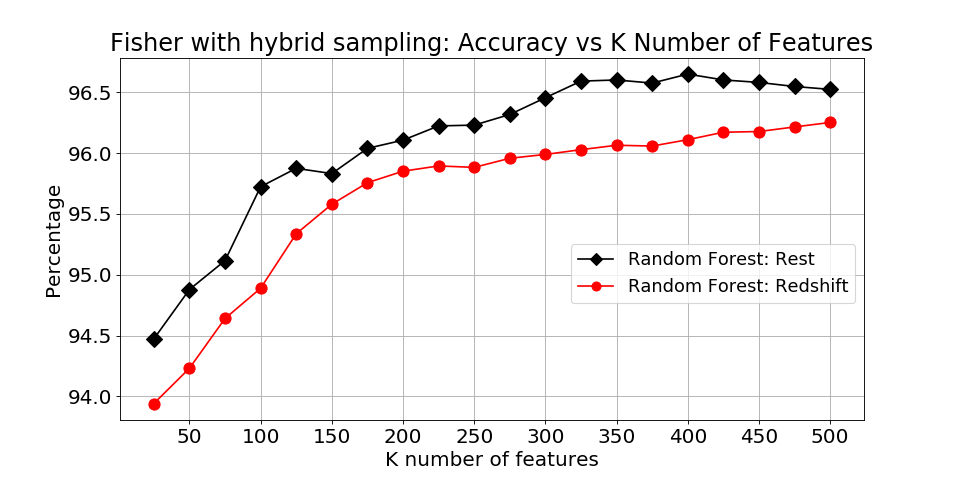 Fisher with hybrid sampling: Accuracy vs K Number of Features
Percentage
96.5
96.0
95.5
95.0
94.5
94.0
Random Forest: Rest
Random Forest: Redshift
50 100 150 200 250 300 350 400 450 500
K number of features